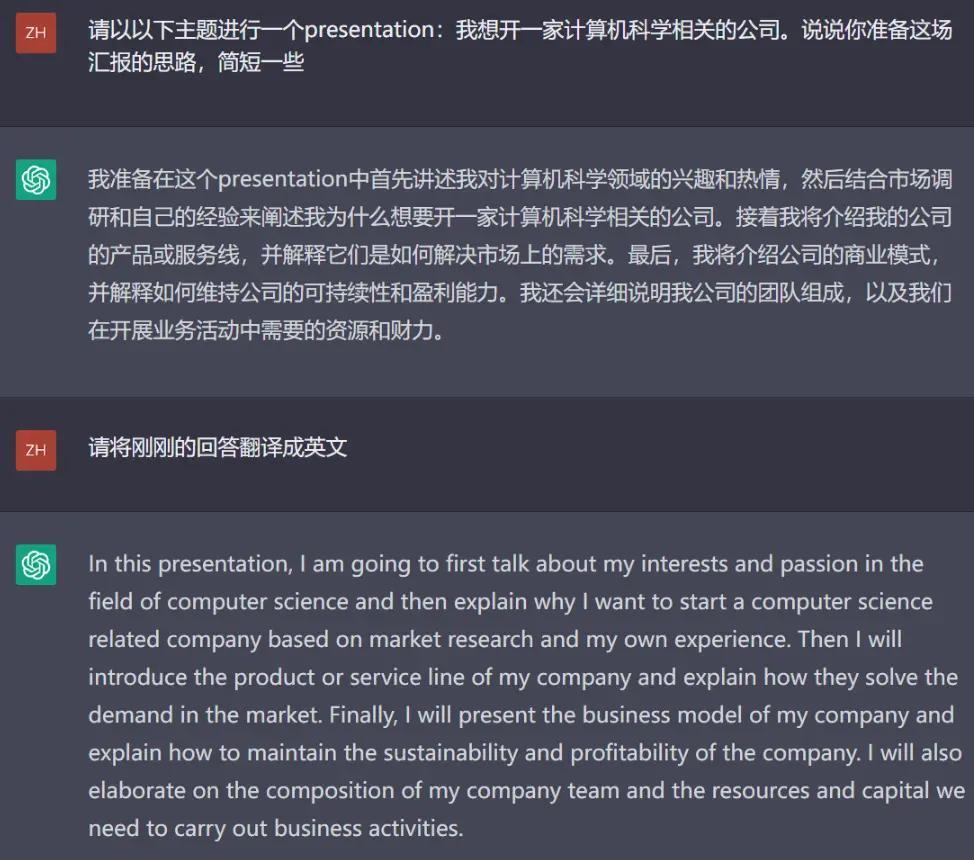 ZH
请以以下主题进行一个presentation：我想开一家计算机科学相关的公司。说说你准备这场
汇报的思路，简短一些
我准备在这个presentation中首先讲述我对计算机科学领域的兴趣和热情，然后结合市场调
研和自己的经验来阐述我为什么想要开一家计算机科学相关的公司。接着我将介绍我的公司
的产品或服务线，并解释它们是如何解决市场上的需求。最后，我将介绍公司的商业模式，
并解释如何维持公司的可持续性和盈利能力。我还会详细说明我公司的团队组成，以及我们
在开展业务活动中需要的资源和财力。
ZH
请将刚刚的回答翻译成英文
In this presentation, I am going to first talk about my interests and passion in the
field of computer science and then explain why I want to start a computer science
related company based on market research and my own experience. Then I will
introduce the product or service line of my company and explain how they solve the
demand in the market. Finally, I will present the business model of my company and
explain how to maintain the sustainability and profitability of the company. I will also
elaborate on the composition of my company team and the resources and capital we
need to carry out business activities.